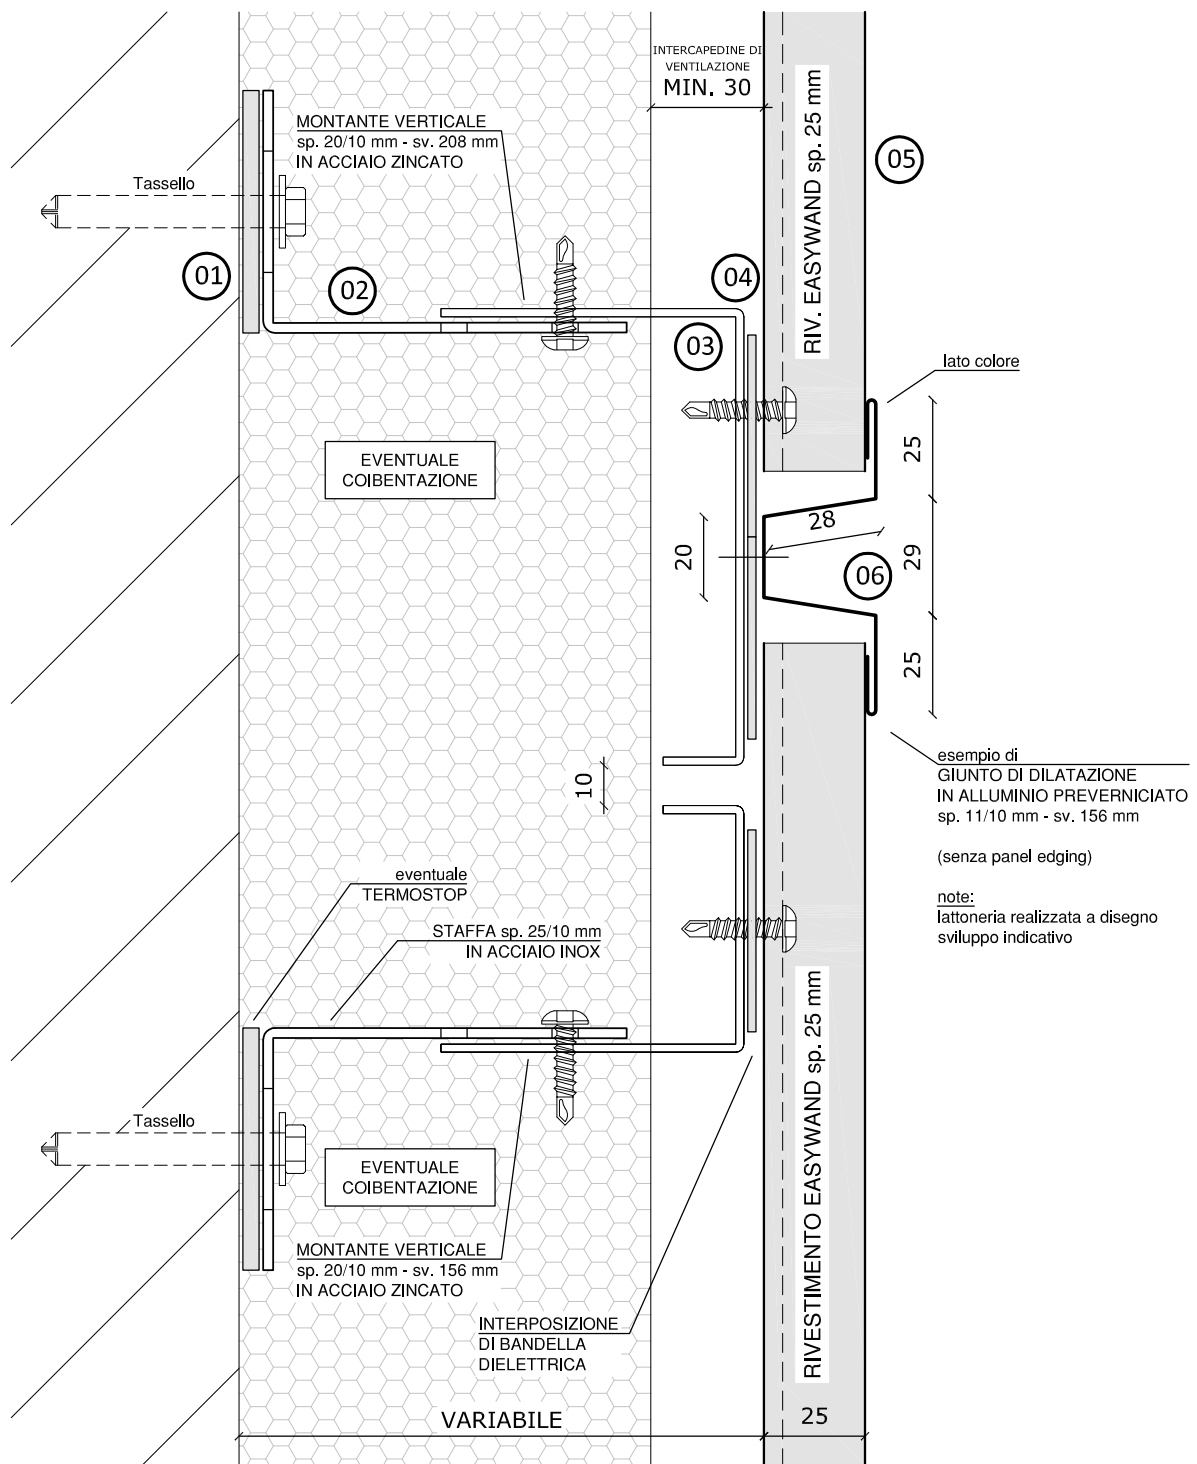 INTERCAPEDINE DI
VENTILAZIONE
MIN. 30
RIV. EASYWAND sp. 25 mm
05
MONTANTE VERTICALE
sp. 20/10 mm - sv. 208 mm
IN ACCIAIO ZINCATO
Tassello
01
02
04
03
lato colore
EVENTUALE
COIBENTAZIONE
25
28
20
29
06
25
10
esempio di
GIUNTO DI DILATAZIONE
IN ALLUMINIO PREVERNICIATO
sp. 11/10 mm - sv. 156 mm
(senza panel edging)
note:
lattoneria realizzata a disegno
sviluppo indicativo
eventuale
TERMOSTOP
STAFFA sp. 25/10 mm
IN ACCIAIO INOX
Tassello
EVENTUALE
COIBENTAZIONE
RIVESTIMENTO EASYWAND sp. 25 mm
MONTANTE VERTICALE
sp. 20/10 mm - sv. 156 mm
IN ACCIAIO ZINCATO
INTERPOSIZIONE
DI BANDELLA
DIELETTRICA
VARIABILE
25